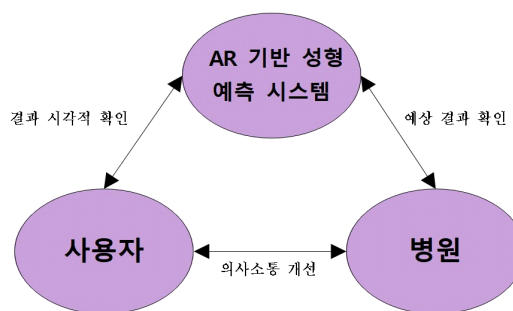 AR 기반 성형
예측 시스템
결과 시각적 확인
예상 결과 확인
사용자
병원
의사소통 개선